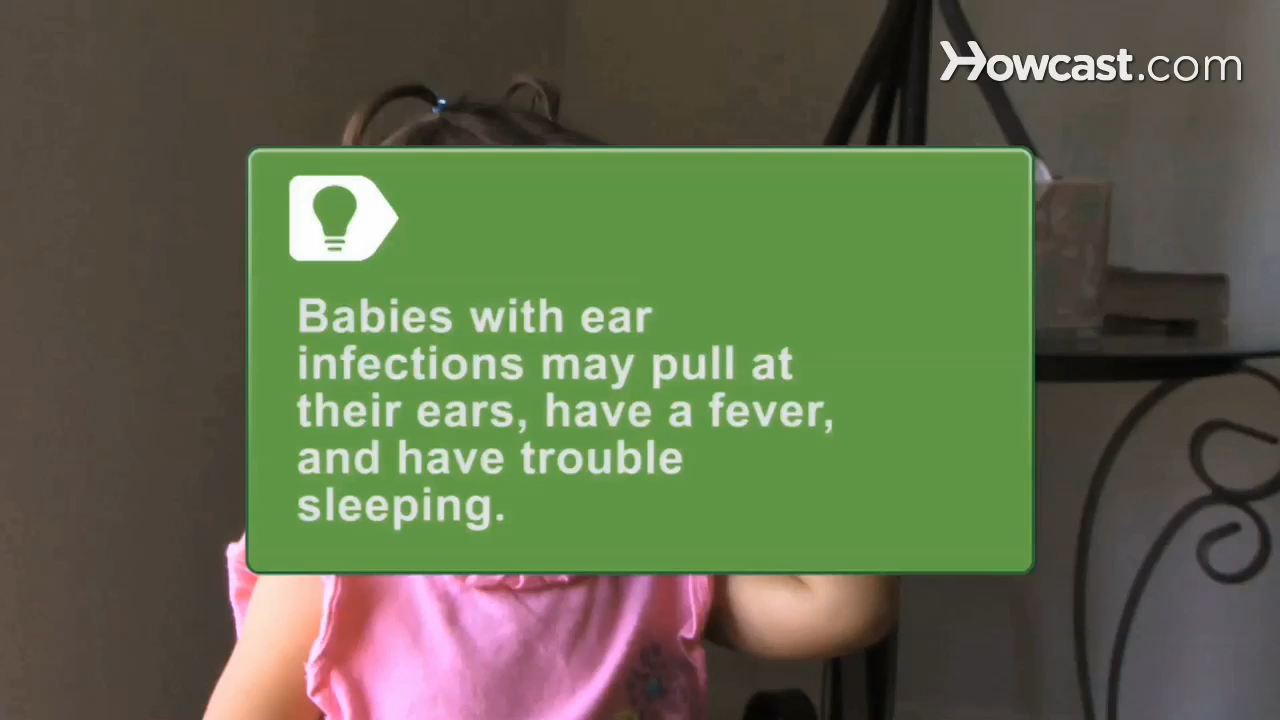 Howcast.com
Babies with ear
infections may pull at
their ears, have a fever,
and have trouble
sleeping.